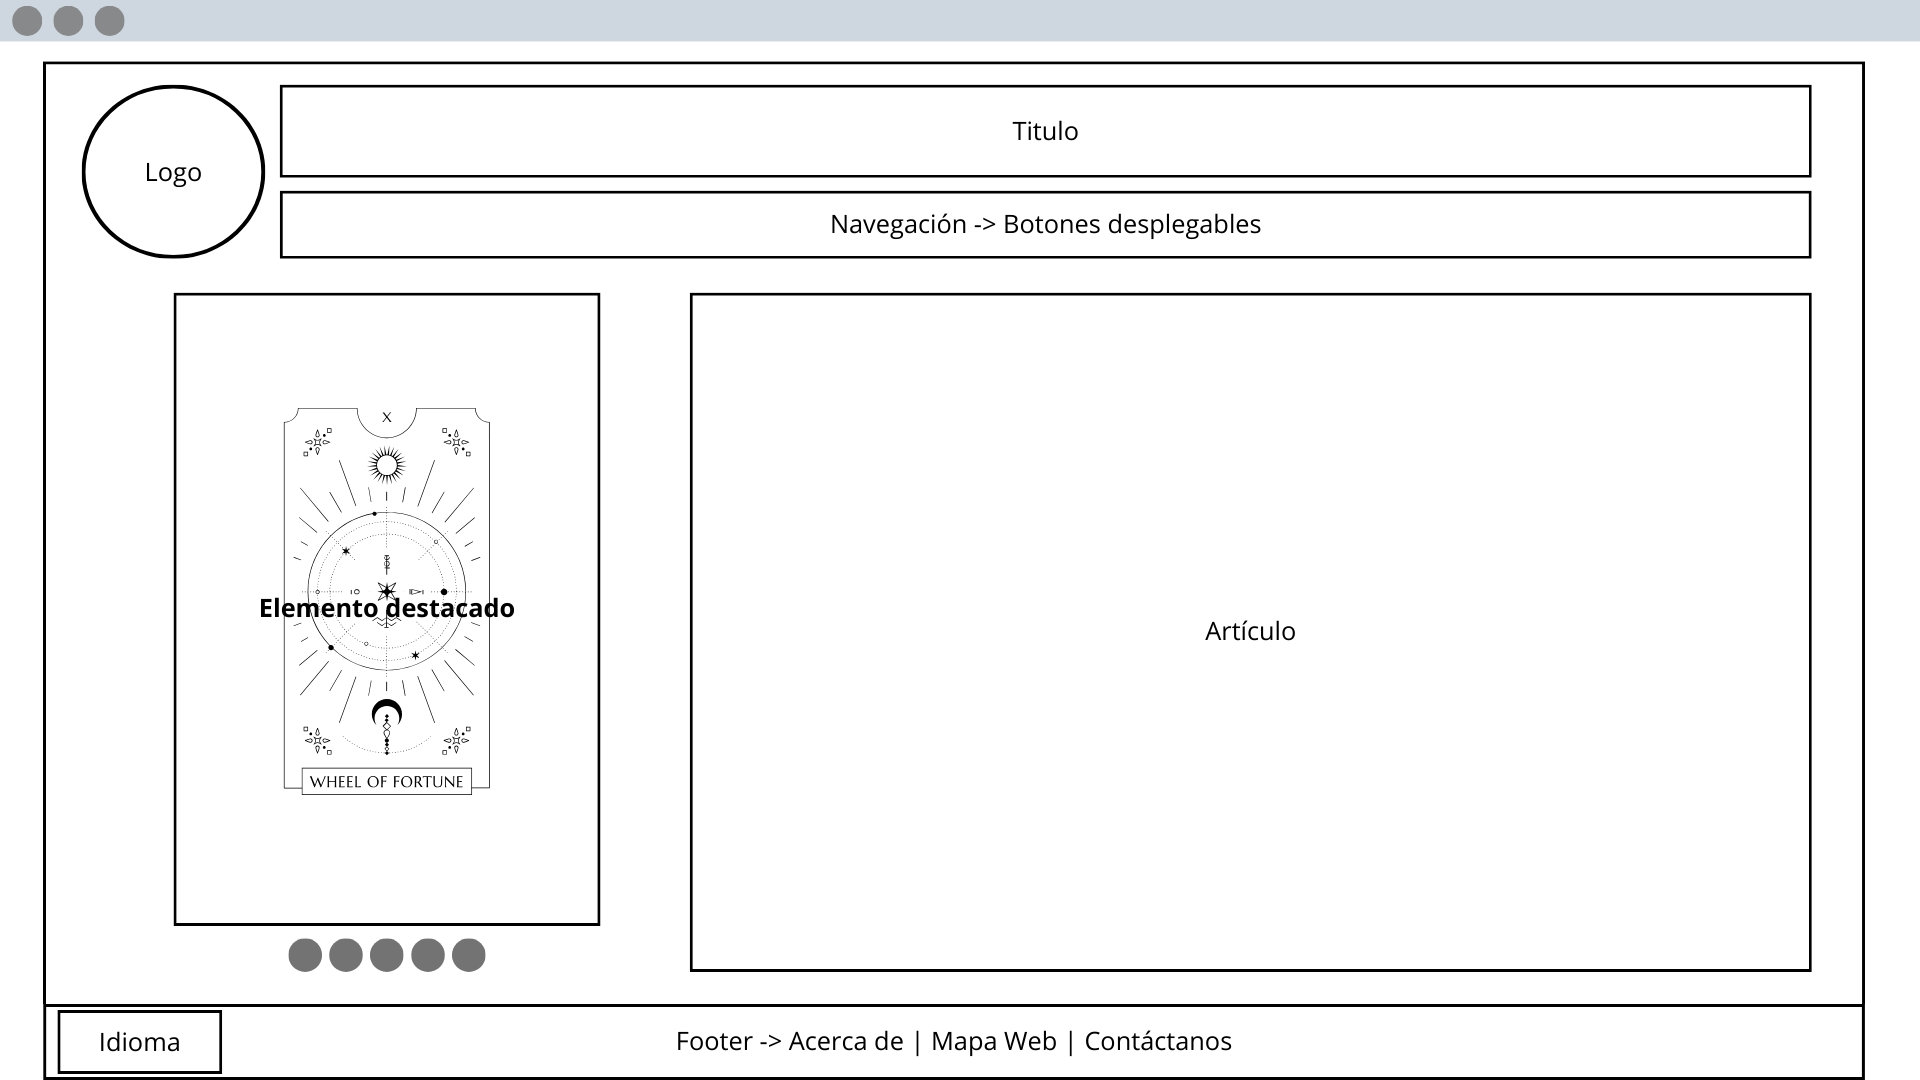 Logo
Titulo
Navegación -> Botones desplegables
X
Elemento destacado
WHEEL OF FORTUNE
Artículo
Idioma
Footer -> Acerca de | Mapa Web | Contáctanos